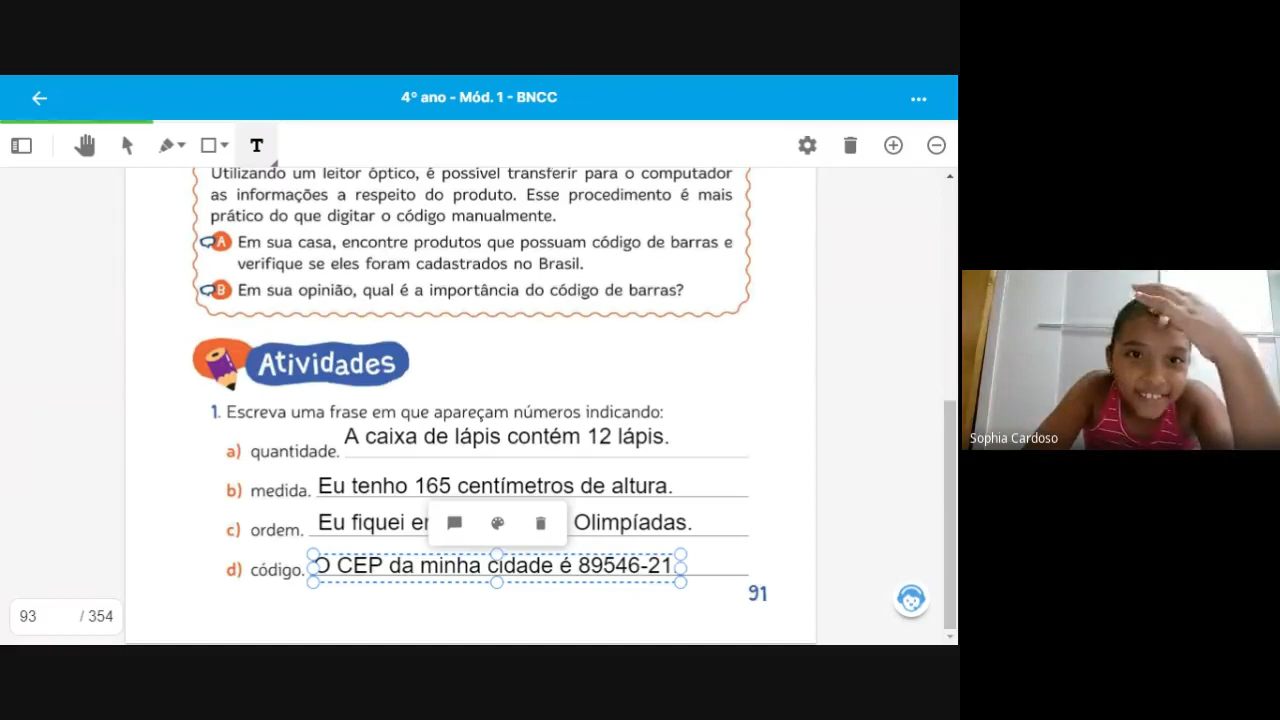 4º ano - Mód. 1 - BNCC
T
Utilizando um leitor óptico, é possível transferir para o computador
as informações a respeito do produto. Esse procedimento é mais
prático do que digitar o código manualmente.
A Em sua casa, encontre produtos que possuam código de barras e
verifique se eles foram cadastrados no Brasil.
B Em sua opinião, qual é a importância do código de barras?
Atividades
1. Escreva uma frase em que apareçam números indicando:
a) quantidade. A caixa de lápis contém 12 lápis.
b) medida. Eu tenho 165 centímetros de altura.
c) ordem. Eu fiquei Olimpíadas.
d) código. O CEP da minha cidade é 89546-21.
91
93 / 354
Sophia Cardoso